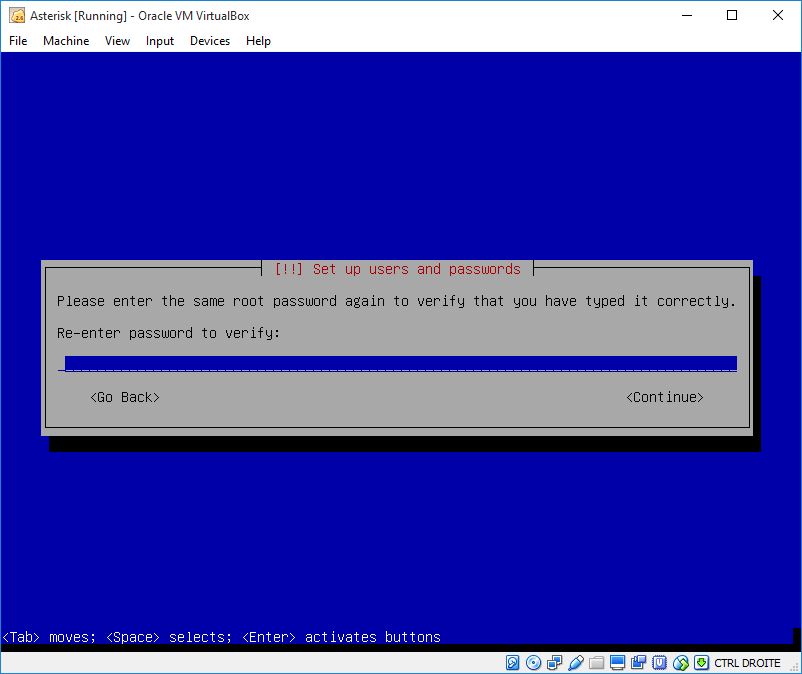 Asterisk [Running] - Oracle VM VirtualBox
File Machine View Input Devices Help
[!!] Set up users and passwords
Please enter the same root password again to verify that you have typed it correctly.
Re-enter password to verify:
<Go Back> <Continue>
<Tab> moves; <Space> selects; <Enter> activates buttons
CTRL DROITE